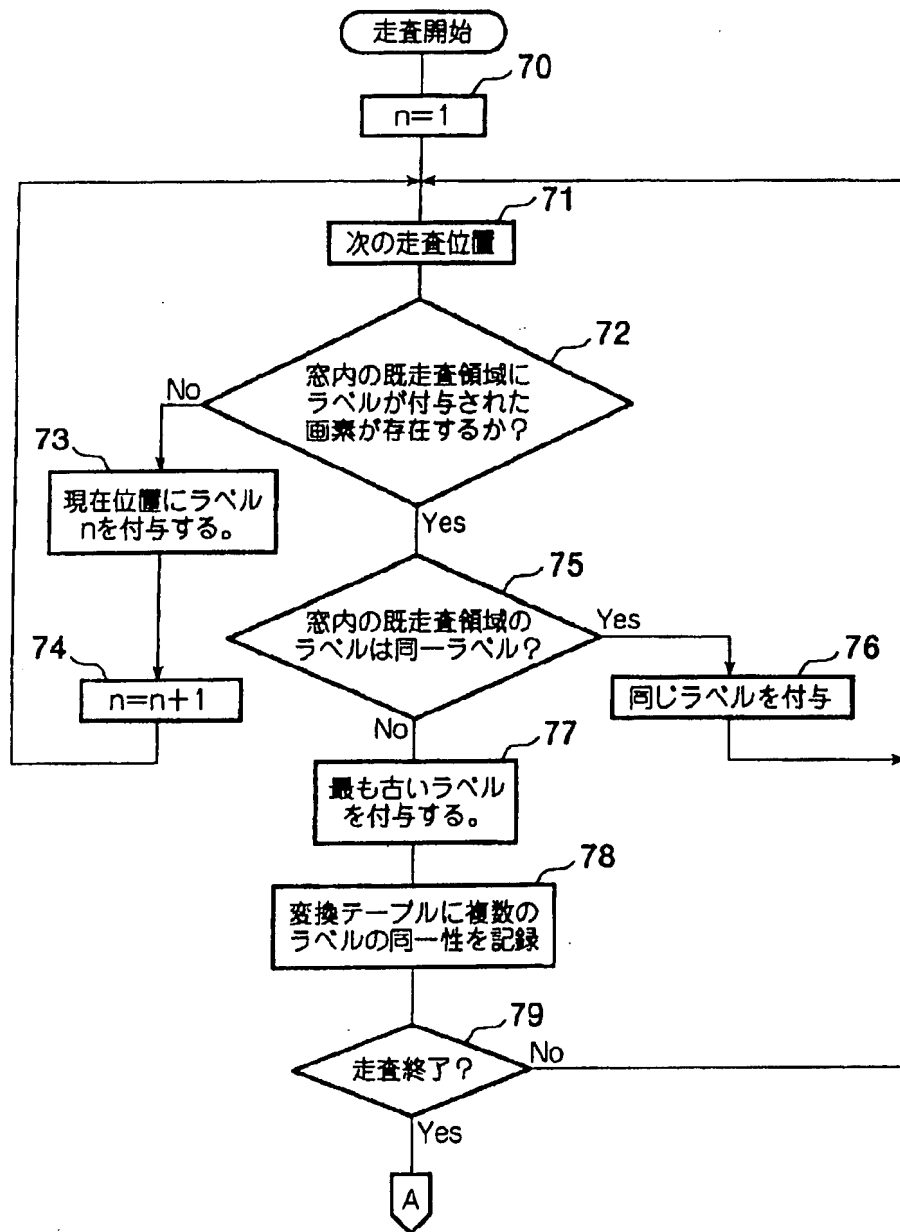 走査開始
70
n=1
71
次の走査位置
72
窓内の既走査領域に
ラベルが付与された
画素が存在するか?
No
Yes
73
現在位置にラベル
nを付与する。
74
n=n+1
75
窓内の既走査領域の
ラベルは同一ラベル?
Yes
No
76
同じラベルを付与
77
最も古いラベル
を付与する。
78
変換テーブルに複数の
ラベルの同一性を記録
79
走査終了?
No
Yes
A